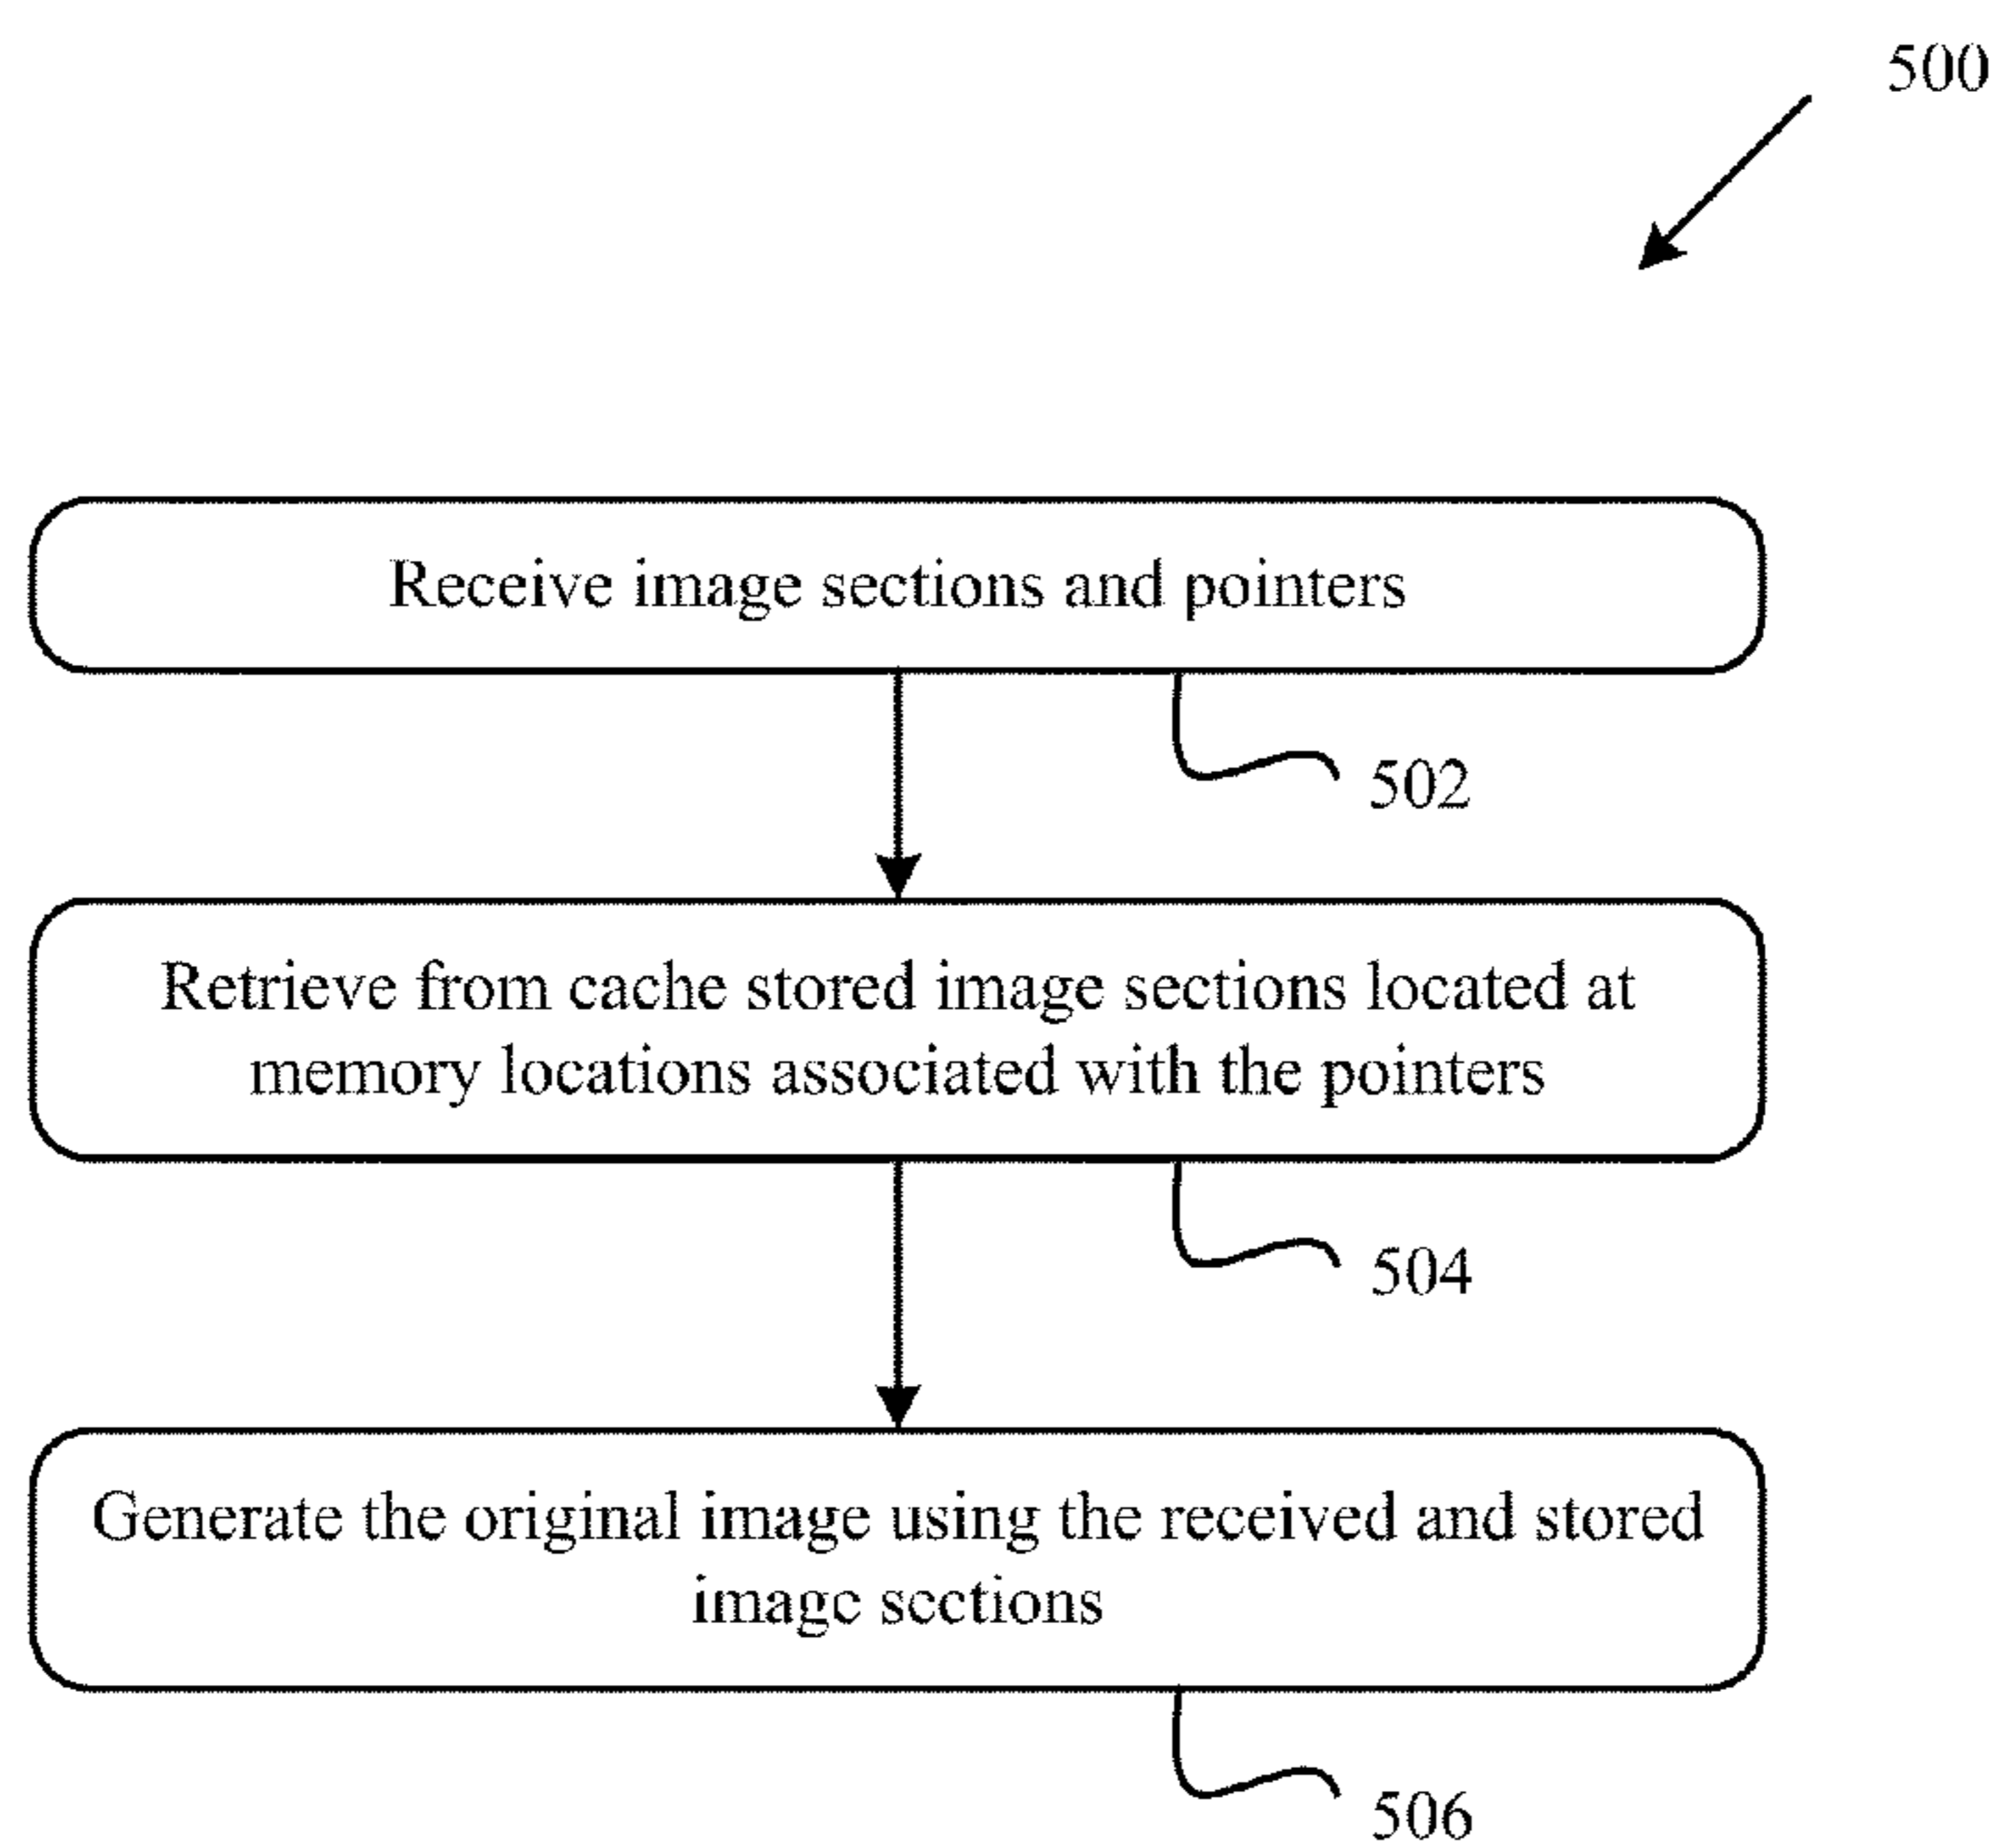 500
Receive image sections and pointers
502
Retrieve from cache stored image sections located at
memory locations associated with the pointers
504
Generate the original image using the received and stored
image sections
506